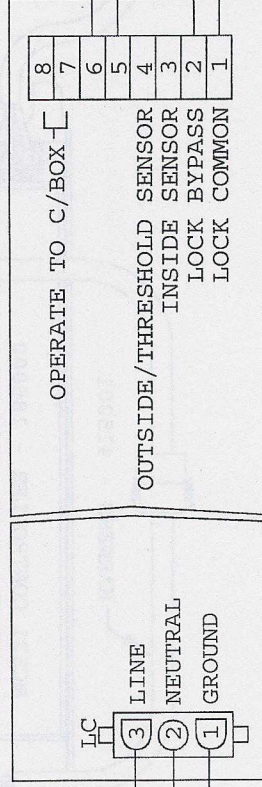 8
7
6
5
4
3
2
1
OPERATE TO C/BOX
OUTSIDE/THRESHOLD SENSOR
INSIDE SENSOR
LOCK BYPASS
LOCK COMMON
LC
3
2
1
LINE
NEUTRAL
GROUND